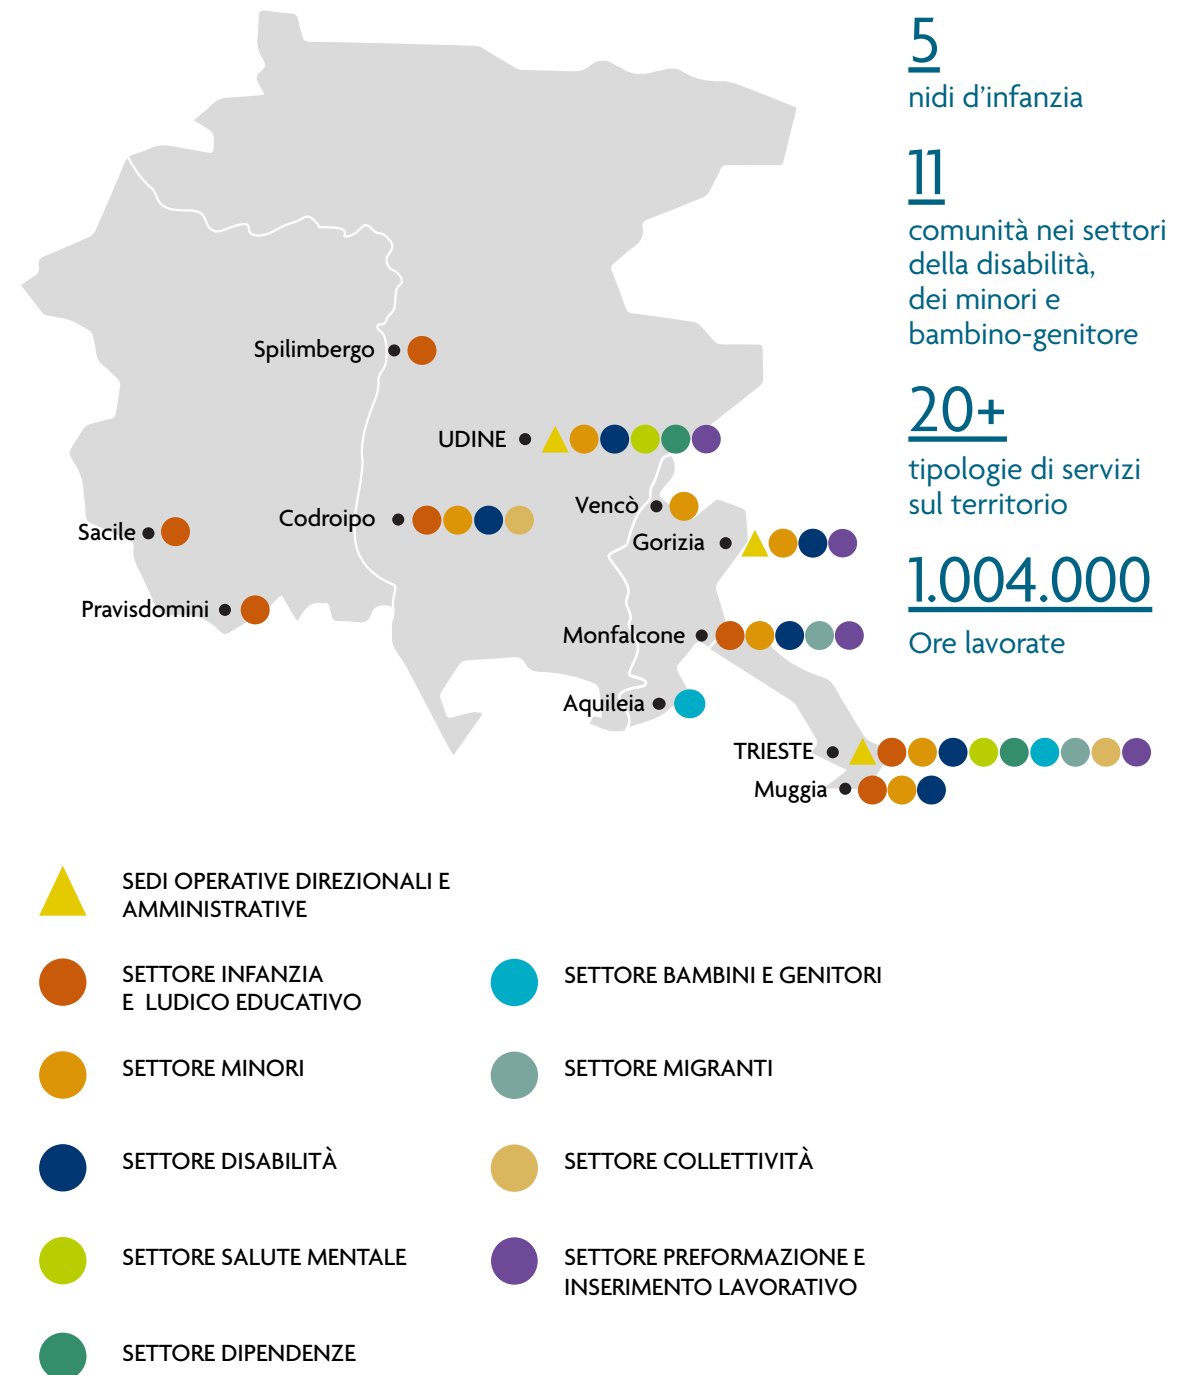 5
nidi d'infanzia
11
comunità nei settori
della disabilità,
dei minori e
bambino-genitore
20+
tipologie di servizi
sul territorio
1.004.000
Ore lavorate
Spilimbergo
UDINE
Vencò
Codroipo
Sacile
Gorizia
Pravisdomini
Monfalcone
Aquileia
TRIESTE
Muggia
SEDI OPERATIVE DIREZIONALI E
AMMINISTRATIVE
SETTORE INFANZIA
E LUDICO EDUCATIVO
SETTORE MINORI
SETTORE DISABILITÀ
SETTORE SALUTE MENTALE
SETTORE DIPENDENZE
SETTORE BAMBINI E GENITORI
SETTORE MIGRANTI
SETTORE COLLETTIVITÀ
SETTORE PREFORMAZIONE E
INSERIMENTO LAVORATIVO